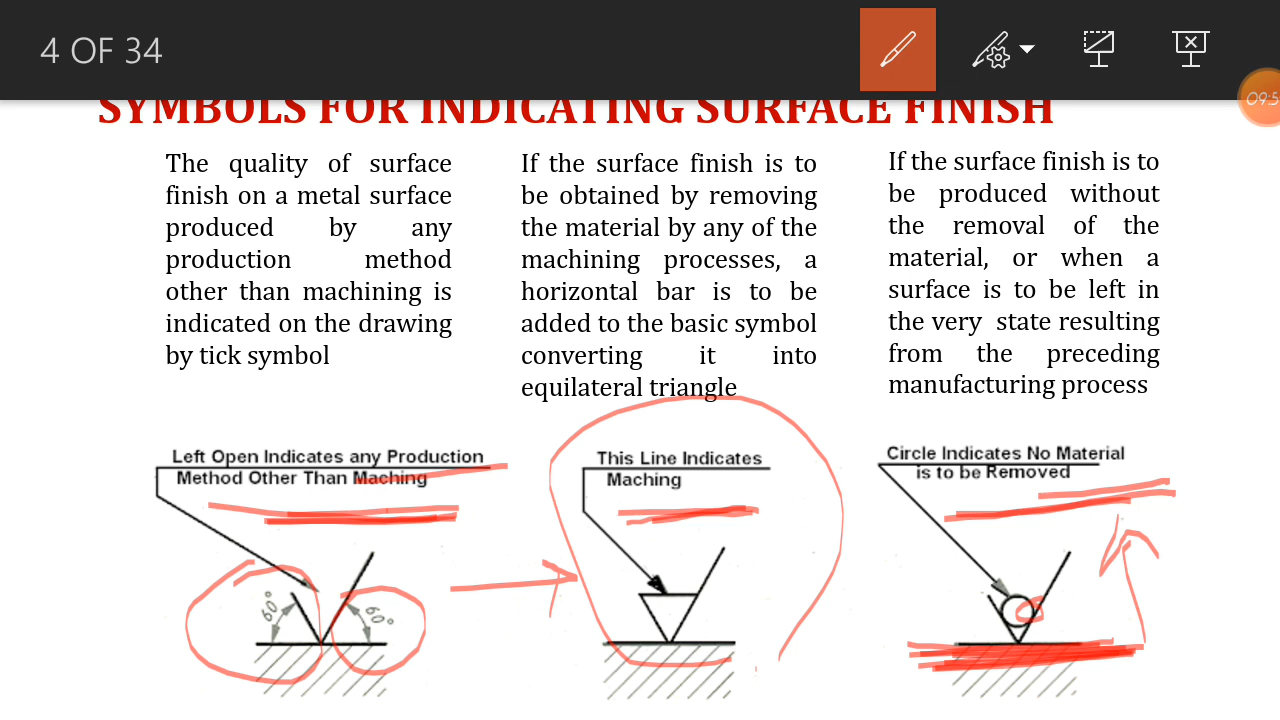 4 OF 34
09:5
SYMBOLS FOR INDICATING SURFACE FINISH
The quality of surface
finish on a metal surface
produced by any
production method
other than machining is
indicated on the drawing
by tick symbol
If the surface finish is to
be obtained by removing
the material by any of the
machining processes, a
horizontal bar is to be
added to the basic symbol
converting it into
equilateral triangle
If the surface finish is to
be produced without
the removal of the
material, or when a
surface is to be left in
the very state resulting
from the preceding
manufacturing process
Left Open Indicates any Production
Method Other Than Maching
60°
60°
This Line Indicates
Maching
Circle Indicates No Material
is to be Removed